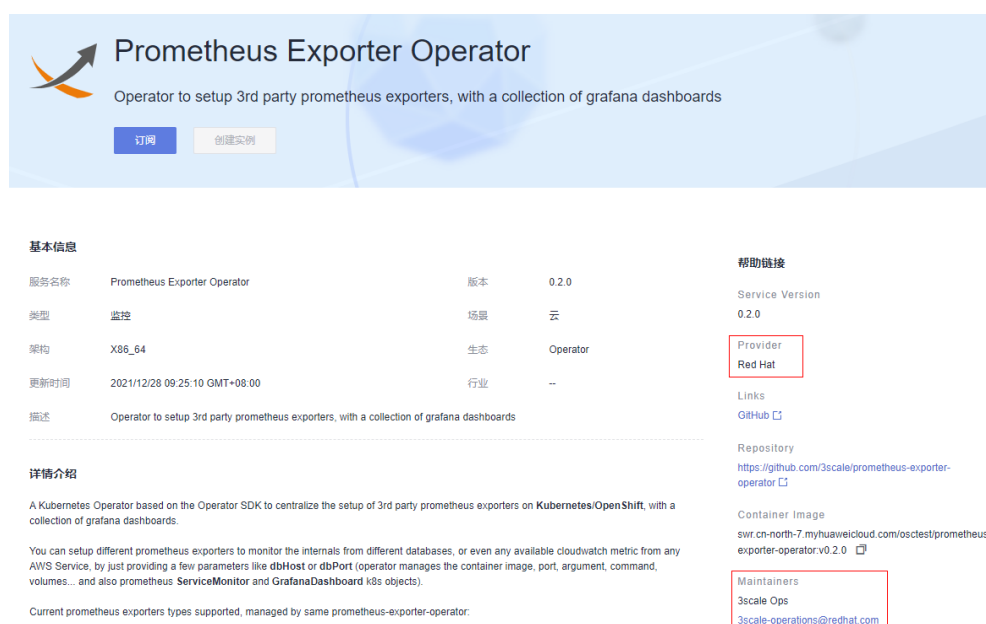 Prometheus Exporter Operator
Operator to setup 3rd party prometheus exporters, with a collection of grafana dashboards
订阅
创建实例
基本信息
服务名称 Prometheus Exporter Operator 版本 0.2.0
类型 监控 场景 云
架构 X86_64 生态 Operator
更新时间 2021/12/28 09:25:10 GMT+08:00 行业 --
描述 Operator to setup 3rd party prometheus exporters, with a collection of grafana dashboards
详情介绍
A Kubernetes Operator based on the Operator SDK to centralize the setup of 3rd party prometheus exporters on Kubernetes/OpenShift, with a
collection of grafana dashboards.
You can setup different prometheus exporters to monitor the internals from different databases, or even any available cloudwatch metric from any
AWS Service, by just providing a few parameters like dbHost or dbPort (operator manages the container image, port, argument, command,
volumes... and also prometheus ServiceMonitor and GrafanaDashboard k8s objects).
Current prometheus exporters types supported, managed by same prometheus-exporter-operator:
帮助链接
Service Version
0.2.0
Provider
Red Hat
Links
GitHub
Repository
https://github.com/3scale/prometheus-exporter-
operator
Container Image
swr.cn-north-7.myhuaweicloud.com/osctest/prometheus
exporter-operator:v0.2.0
Maintainers
3scale Ops
3scale-operations@redhat.com